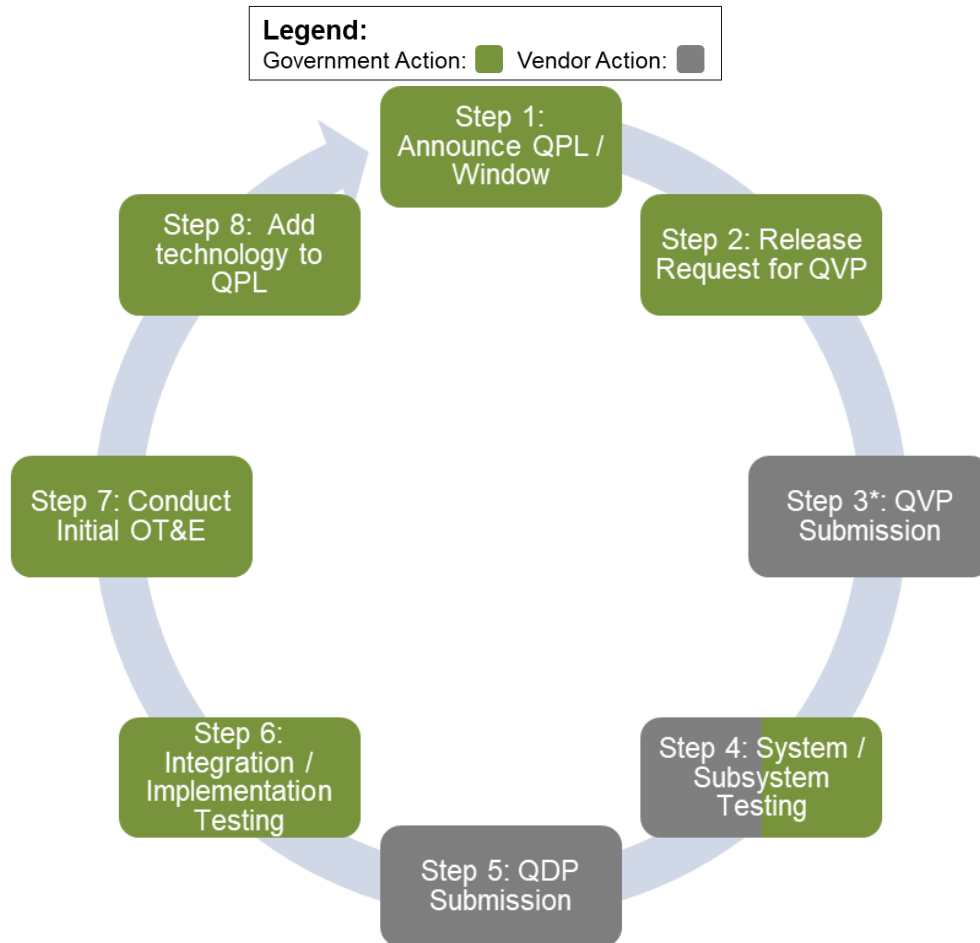 Legend:
Government Action: Vendor Action:
Step 1:
Announce QPL /
Window
Step 2: Release
Request for QVP
Step 3*: QVP
Submission
Step 4: System /
Subsystem
Testing
Step 5: QDP
Submission
Step 6:
Integration /
Implementation
Testing
Step 7: Conduct
Initial OT&E
Step 8: Add
technology to
QPL